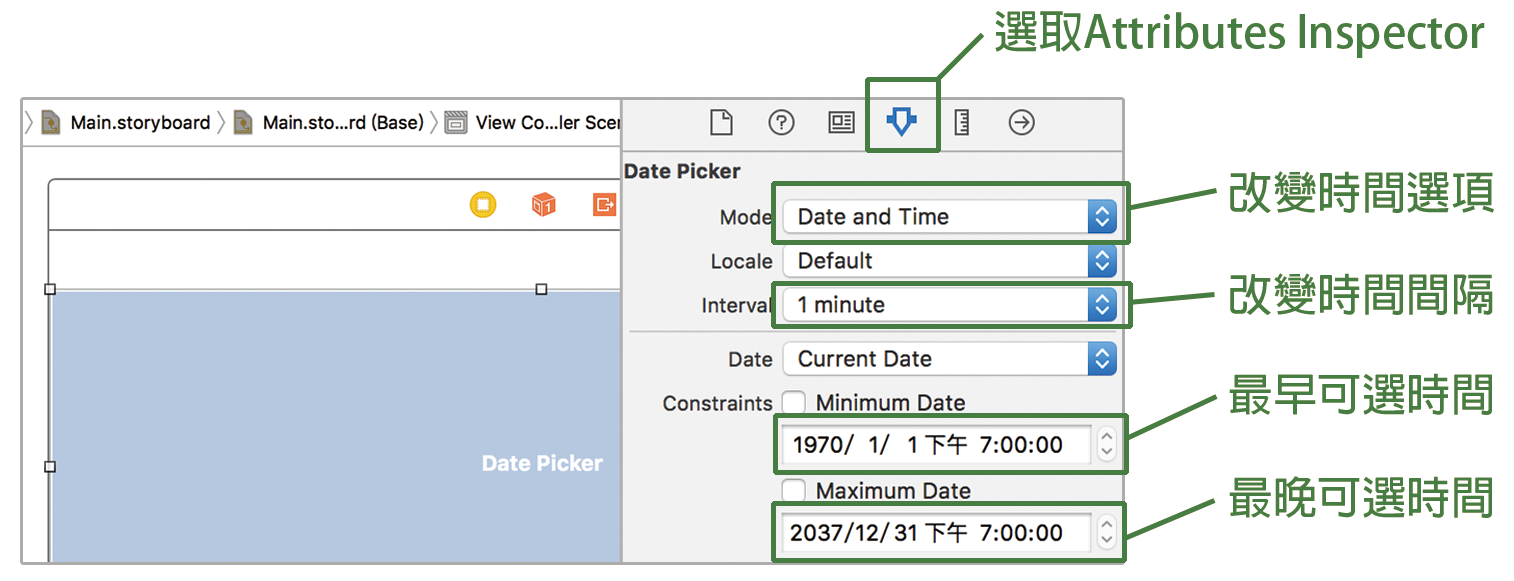 選取Attributes Inspector
Main.storyboard
Main.sto...rd (Base)
View Co...ler Scen
Date Picker
Mode
Date and Time
改變時間選項
Locale
Default
Interval
1 minute
改變時間間隔
Date
Current Date
Constraints
Minimum Date
最早可選時間
1970/ 1/ 1 下午 7:00:00
Date Picker
Maximum Date
最晚可選時間
2037/12/31 下午 7:00:00